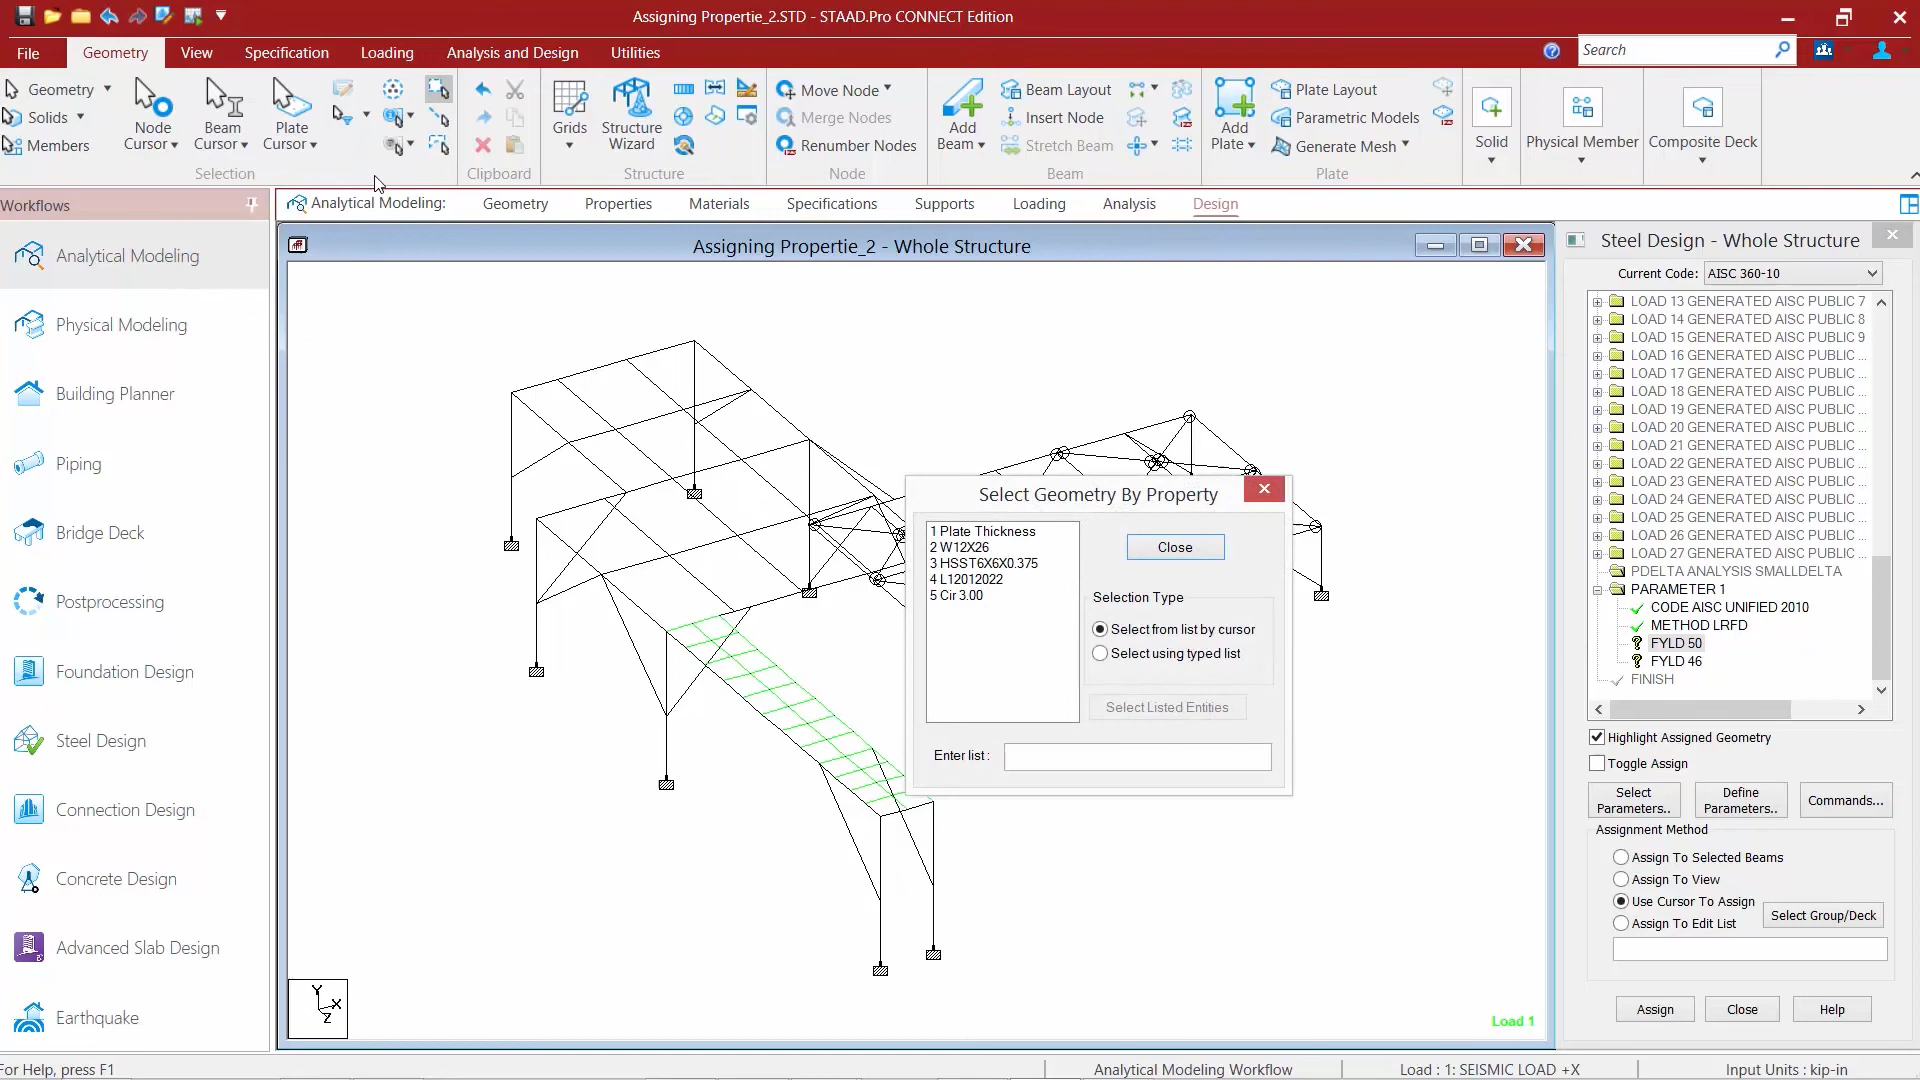 Assigning Propertie_2.STD - STAAD.Pro CONNECT Edition
File
Geometry
View
Specification
Loading
Analysis and Design
Utilities
Search
Geometry
Solids
Members
Node
Cursor
Beam
Cursor
Plate
Cursor
Selection
Clipboard
Grids
Structure
Wizard
Structure
Move Node
Merge Nodes
Renumber Nodes
Node
Add
Beam
Beam Layout
Insert Node
Stretch Beam
Beam
Add
Plate
Plate Layout
Parametric Models
Generate Mesh
Plate
Solid
Physical Member
Composite Deck
Workflows
Analytical Modeling
Physical Modeling
Building Planner
Piping
Bridge Deck
Postprocessing
Foundation Design
Steel Design
Connection Design
Concrete Design
Advanced Slab Design
Earthquake
Analytical Modeling:
Geometry
Properties
Materials
Specifications
Supports
Loading
Analysis
Design
Assigning Propertie_2 - Whole Structure
Y
X
Z
Load 1
Select Geometry By Property
1 Plate Thickness
2 W12X26
3 HSST6X6X0.375
4 L12012022
5 Cir 3.00
Close
Selection Type
Select from list by cursor
Select using typed list
Select Listed Entities
Enter list :
Steel Design - Whole Structure
Current Code: AISC 360-10
LOAD 13 GENERATED AISC PUBLIC 7
LOAD 14 GENERATED AISC PUBLIC 8
LOAD 15 GENERATED AISC PUBLIC 9
LOAD 16 GENERATED AISC PUBLIC ...
LOAD 17 GENERATED AISC PUBLIC ...
LOAD 18 GENERATED AISC PUBLIC ...
LOAD 19 GENERATED AISC PUBLIC ...
LOAD 20 GENERATED AISC PUBLIC ...
LOAD 21 GENERATED AISC PUBLIC ...
LOAD 22 GENERATED AISC PUBLIC ...
LOAD 23 GENERATED AISC PUBLIC ...
LOAD 24 GENERATED AISC PUBLIC ...
LOAD 25 GENERATED AISC PUBLIC ...
LOAD 26 GENERATED AISC PUBLIC ...
LOAD 27 GENERATED AISC PUBLIC ...
PDELTA ANALYSIS SMALLDELTA
PARAMETER 1
CODE AISC UNIFIED 2010
METHOD LRFD
FYLD 50
FYLD 46
FINISH
Highlight Assigned Geometry
Toggle Assign
Select
Parameters..
Define
Parameters..
Commands...
Assignment Method
Assign To Selected Beams
Assign To View
Use Cursor To Assign
Select Group/Deck
Assign To Edit List
Assign
Close
Help
For Help, press F1
Analytical Modeling Workflow
Load : 1: SEISMIC LOAD +X
Input Units : kip-in